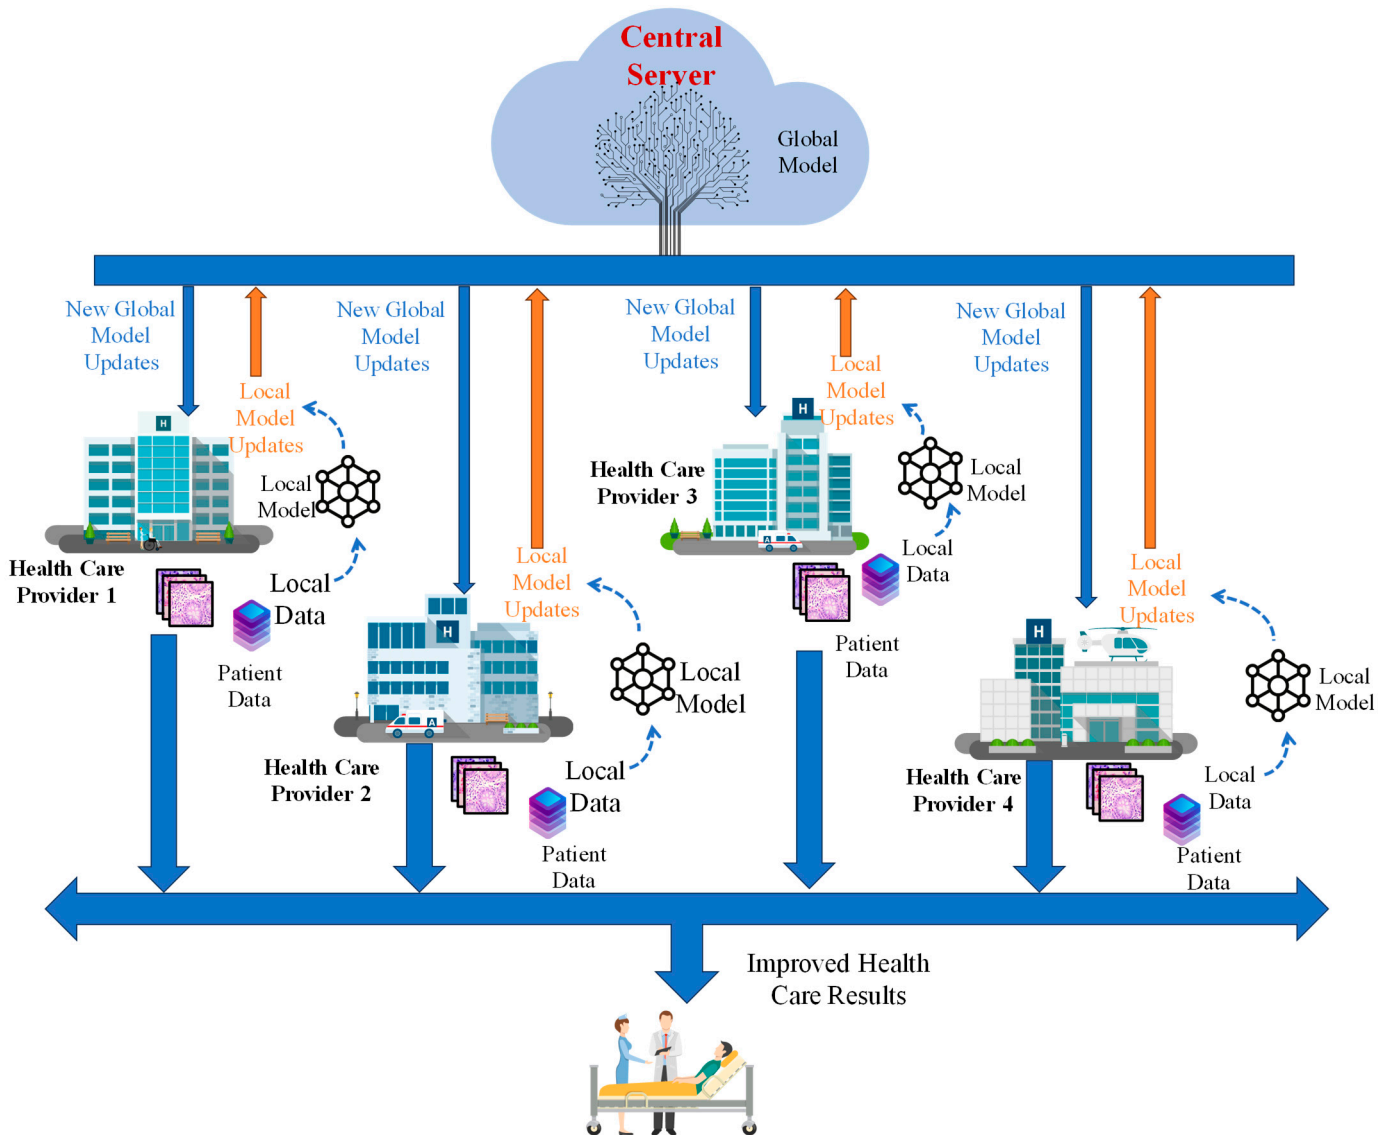 Central
Server
Global
Model
New Global
Model
Updates
Local
Model
Updates
New Global
Model
Updates
New Global
Model
Updates
Local
Model
Updates
New Global
Model
Updates
H
Local
Model
Health Care
Provider 1
Local
Data
Patient
Data
Local
Model
Updates
H
A
Local
Model
Health Care
Provider 2
Local
Data
Patient
Data
H
Health Care
Provider 3
Local
Model
A
Local
Data
Patient
Data
Local
Model
Updates
H
Local
Model
Health Care
Provider 4
Local
Data
Patient
Data
Improved Health
Care Results